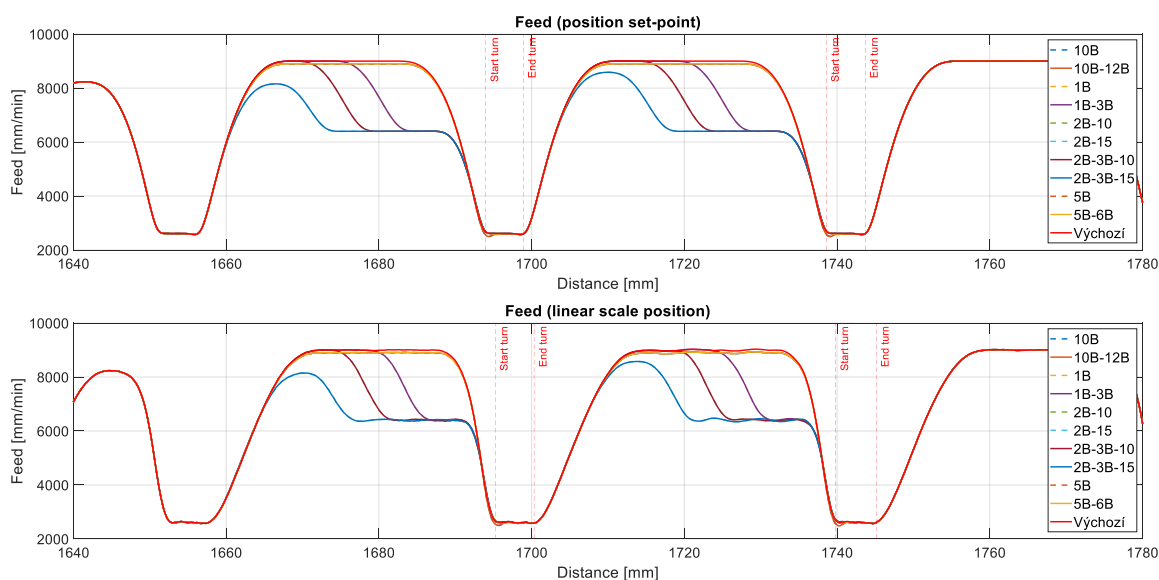 Feed (position set-point)
10000
8000
6000
4000
2000
Feed [mm/min]
Start turn
End turn
Start turn
End turn
10B
10B-12B
1B
1B-3B
2B-10
2B-15
2B-3B-10
2B-3B-15
5B
5B-6B
Výchozí
1640 1660 1680 1700 1720 1740 1760 1780
Distance [mm]
Feed (linear scale position)
10000
8000
6000
4000
2000
Feed [mm/min]
Start turn
End turn
Start turn
End turn
10B
10B-12B
1B
1B-3B
2B-10
2B-15
2B-3B-10
2B-3B-15
5B
5B-6B
Výchozí
1640 1660 1680 1700 1720 1740 1760 1780
Distance [mm]